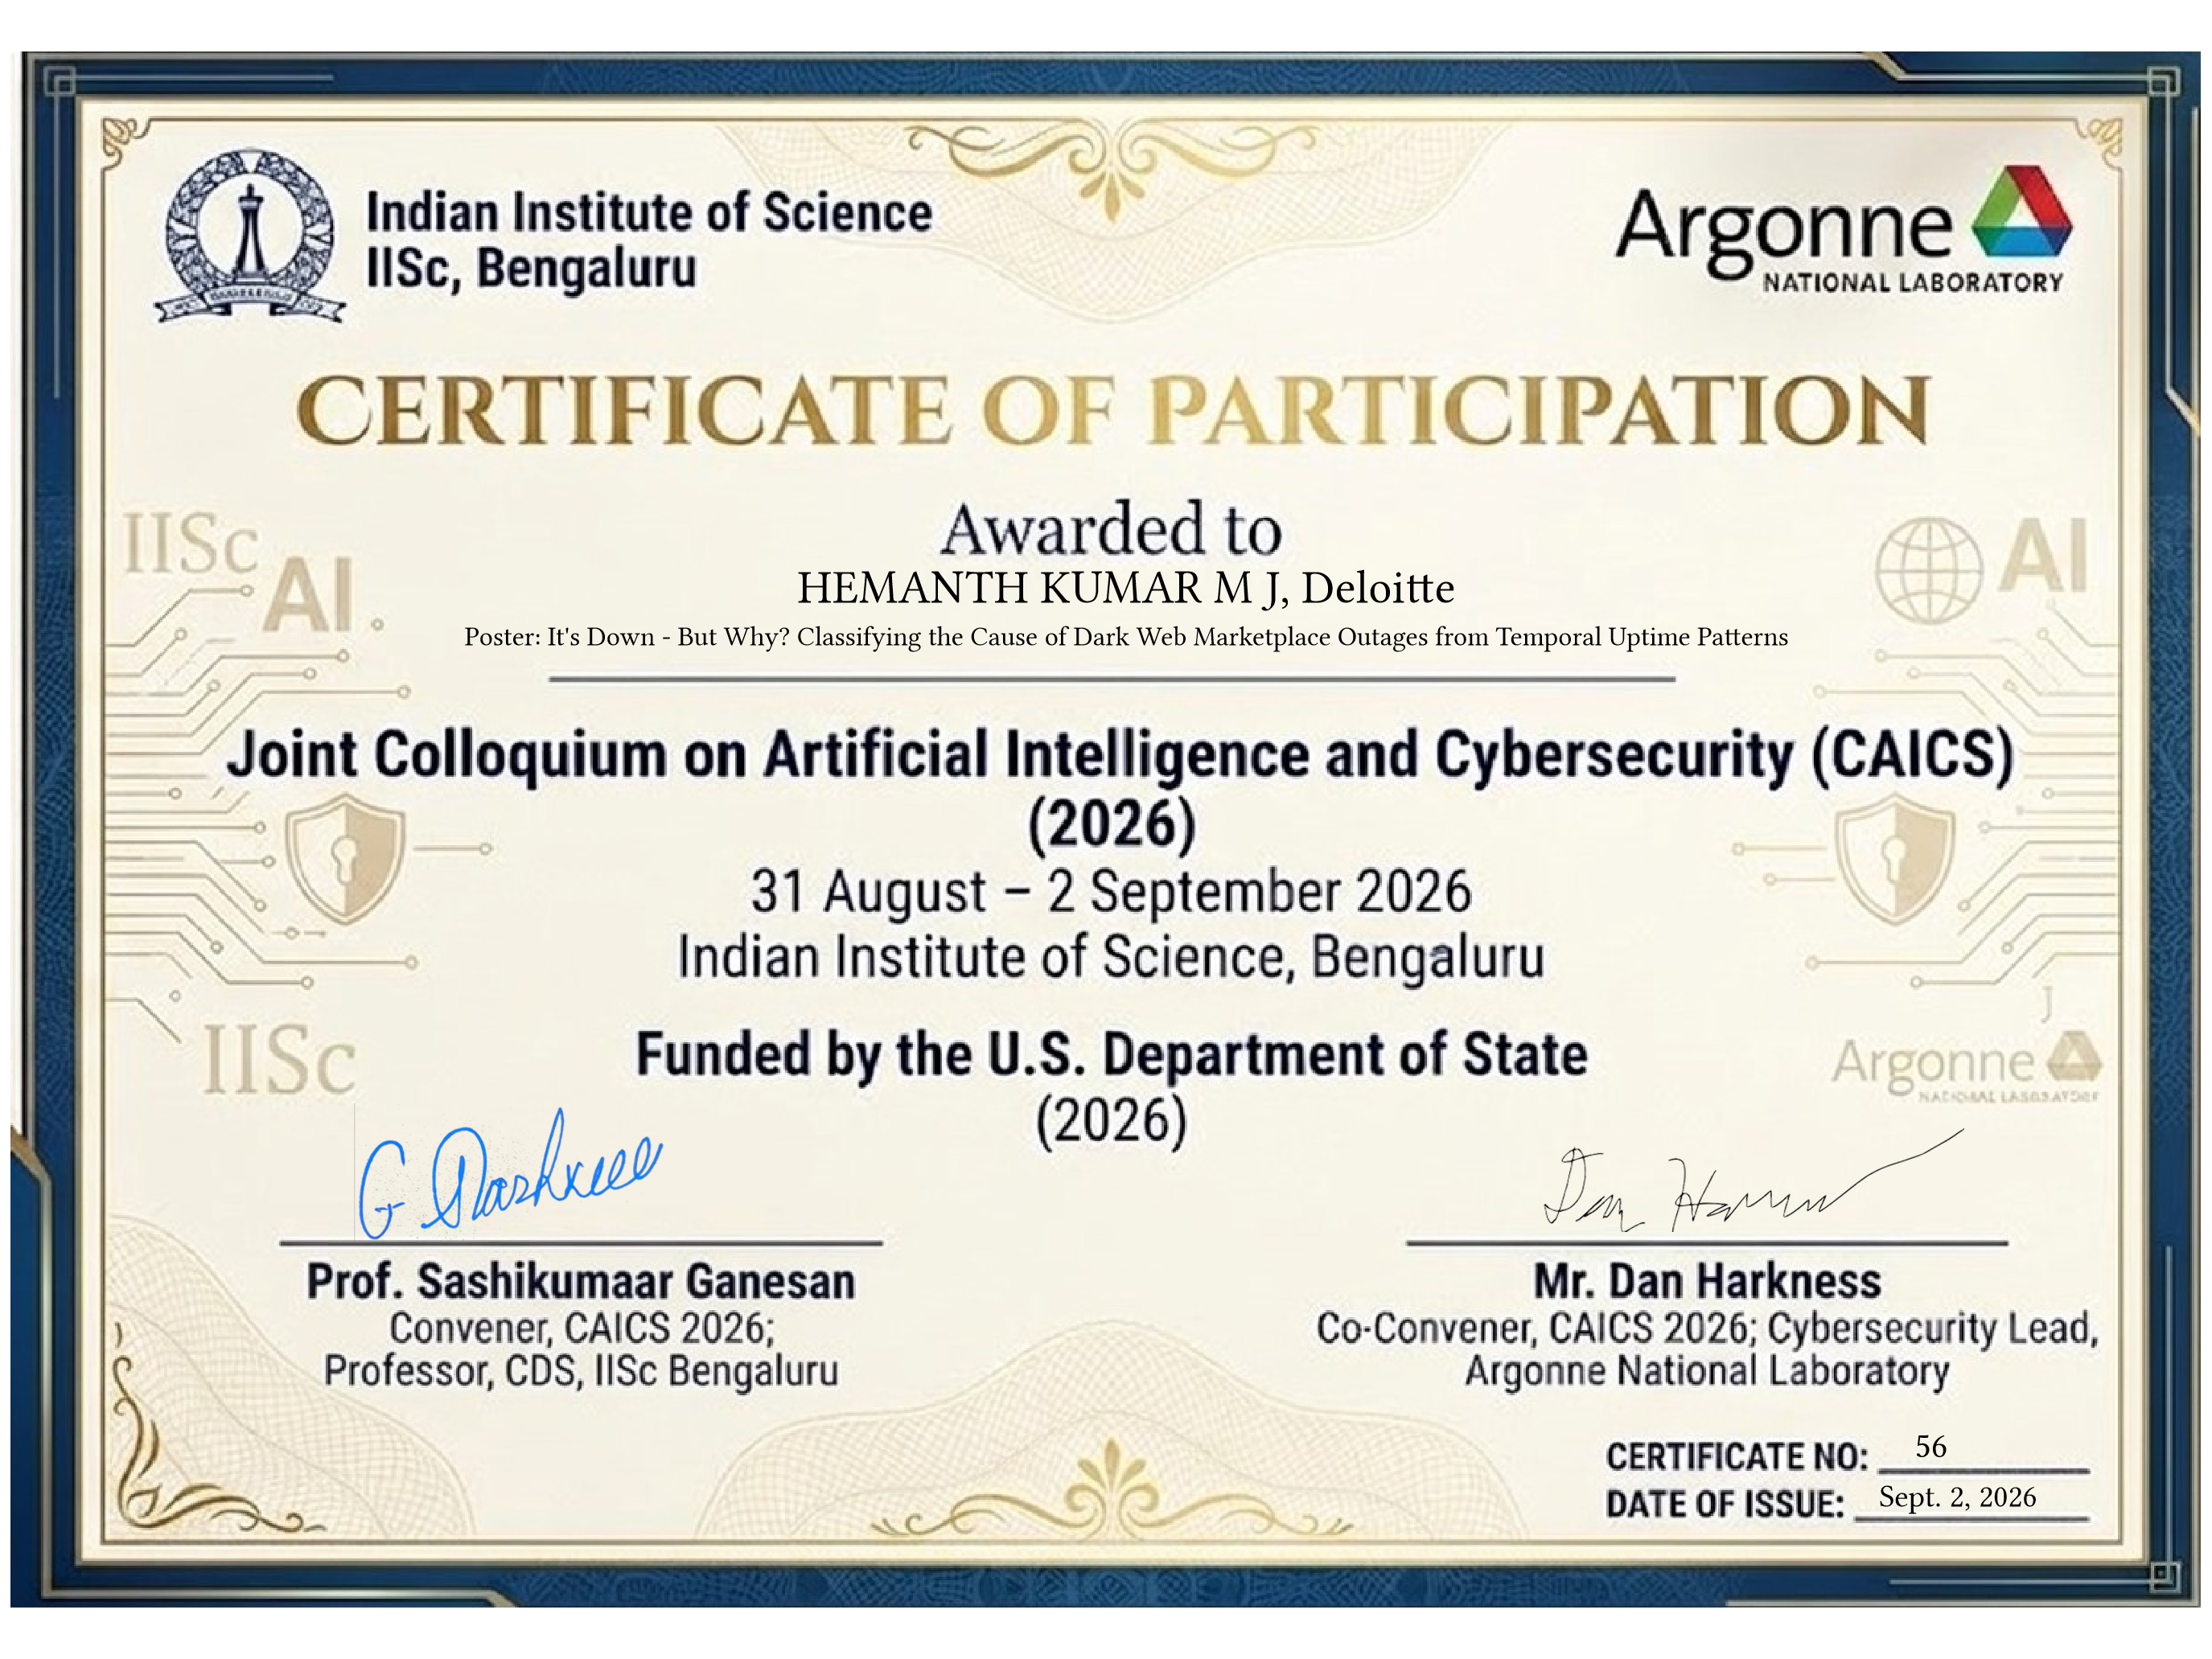 Indian Institute of Science
IISc, Bengaluru
Argonne
NATIONAL LABORATORY
CERTIFICATE OF PARTICIPATION
Awarded to
HEMANTH KUMAR M J, Deloitte
Poster: It's Down - But Why? Classifying the Cause of Dark Web Marketplace Outages from Temporal Uptime Patterns
IISc
AI
AI
Joint Colloquium on Artificial Intelligence and Cybersecurity (CAICS)
(2026)
31 August – 2 September 2026
Indian Institute of Science, Bengaluru
Funded by the U.S. Department of State
(2026)
IISc
J
Argonne
Dan
Prof. Sashikumaar Ganesan
Convener, CAICS 2026;
Professor, CDS, IISc Bengaluru
Mr. Dan Harkness
Co-Convener, CAICS 2026; Cybersecurity Lead,
Argonne National Laboratory
CERTIFICATE NO: 56
DATE OF ISSUE: Sept. 2, 2026